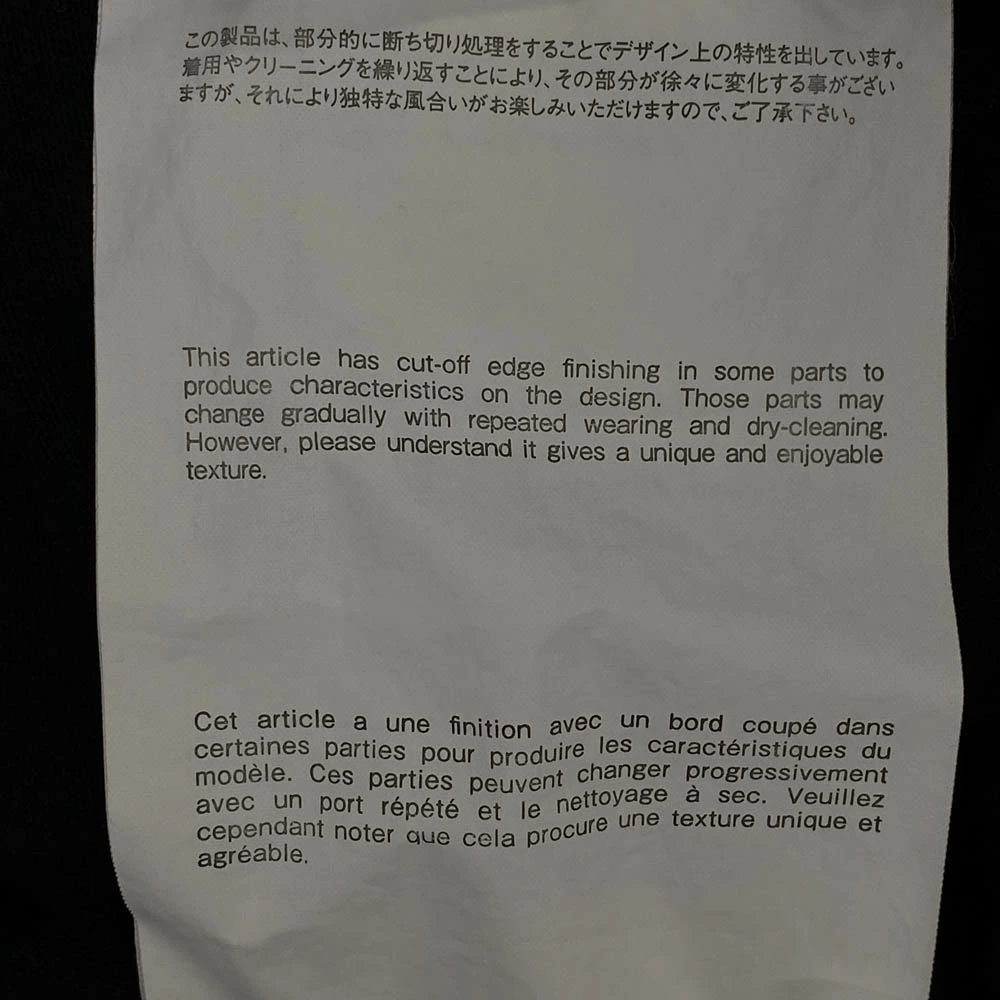 この製品は、部分的に断ち切り処理をすることでデザイン上の特性を出しています。
着用やクリーニングを繰り返すことにより、その部分が徐々に変化する事がござい
ますが、それにより独特な風合いがお楽しみいただけますので、ご了承下さい。
This article has cut-off edge finishing in some parts to
produce characteristics on the design. Those parts may
change gradually with repeated wearing and dry-cleaning.
However, please understand it gives a unique and enjoyable
texture.
Cet article a une finition avec un bord coupé dans
certaines parties pour produire les caractéristiques du
modèle. Ces parties peuvent changer progressivement
avec un port répété et le nettoyage à sec. Veuillez
cependant noter que cela procure une texture unique et
agréable.